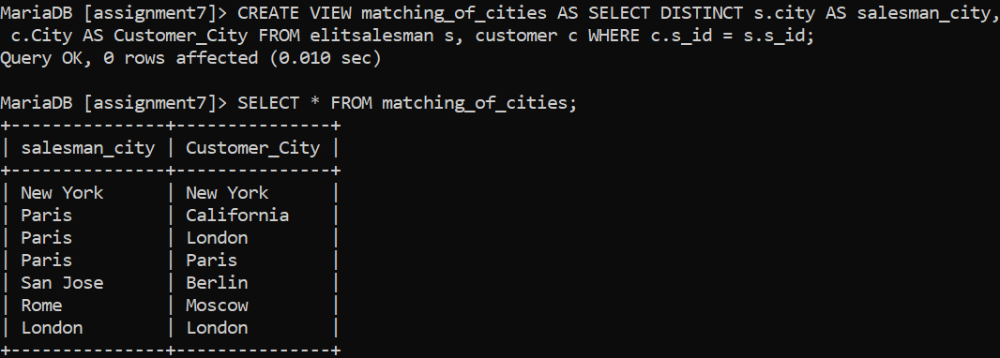 MariaDB [assignment7]> CREATE VIEW matching_of_cities AS SELECT DISTINCT s.city AS salesman_city,
 c.City AS Customer_City FROM elitsalesman s, customer c WHERE c.s_id = s.s_id;
Query OK, 0 rows affected (0.010 sec)

MariaDB [assignment7]> SELECT * FROM matching_of_cities;
+---------------+---------------+
| salesman_city | Customer_City |
+---------------+---------------+
| New York      | New York      |
| Paris         | California    |
| Paris         | London        |
| Paris         | Paris         |
| San Jose      | Berlin        |
| Rome          | Moscow        |
| London        | London        |
+---------------+---------------+